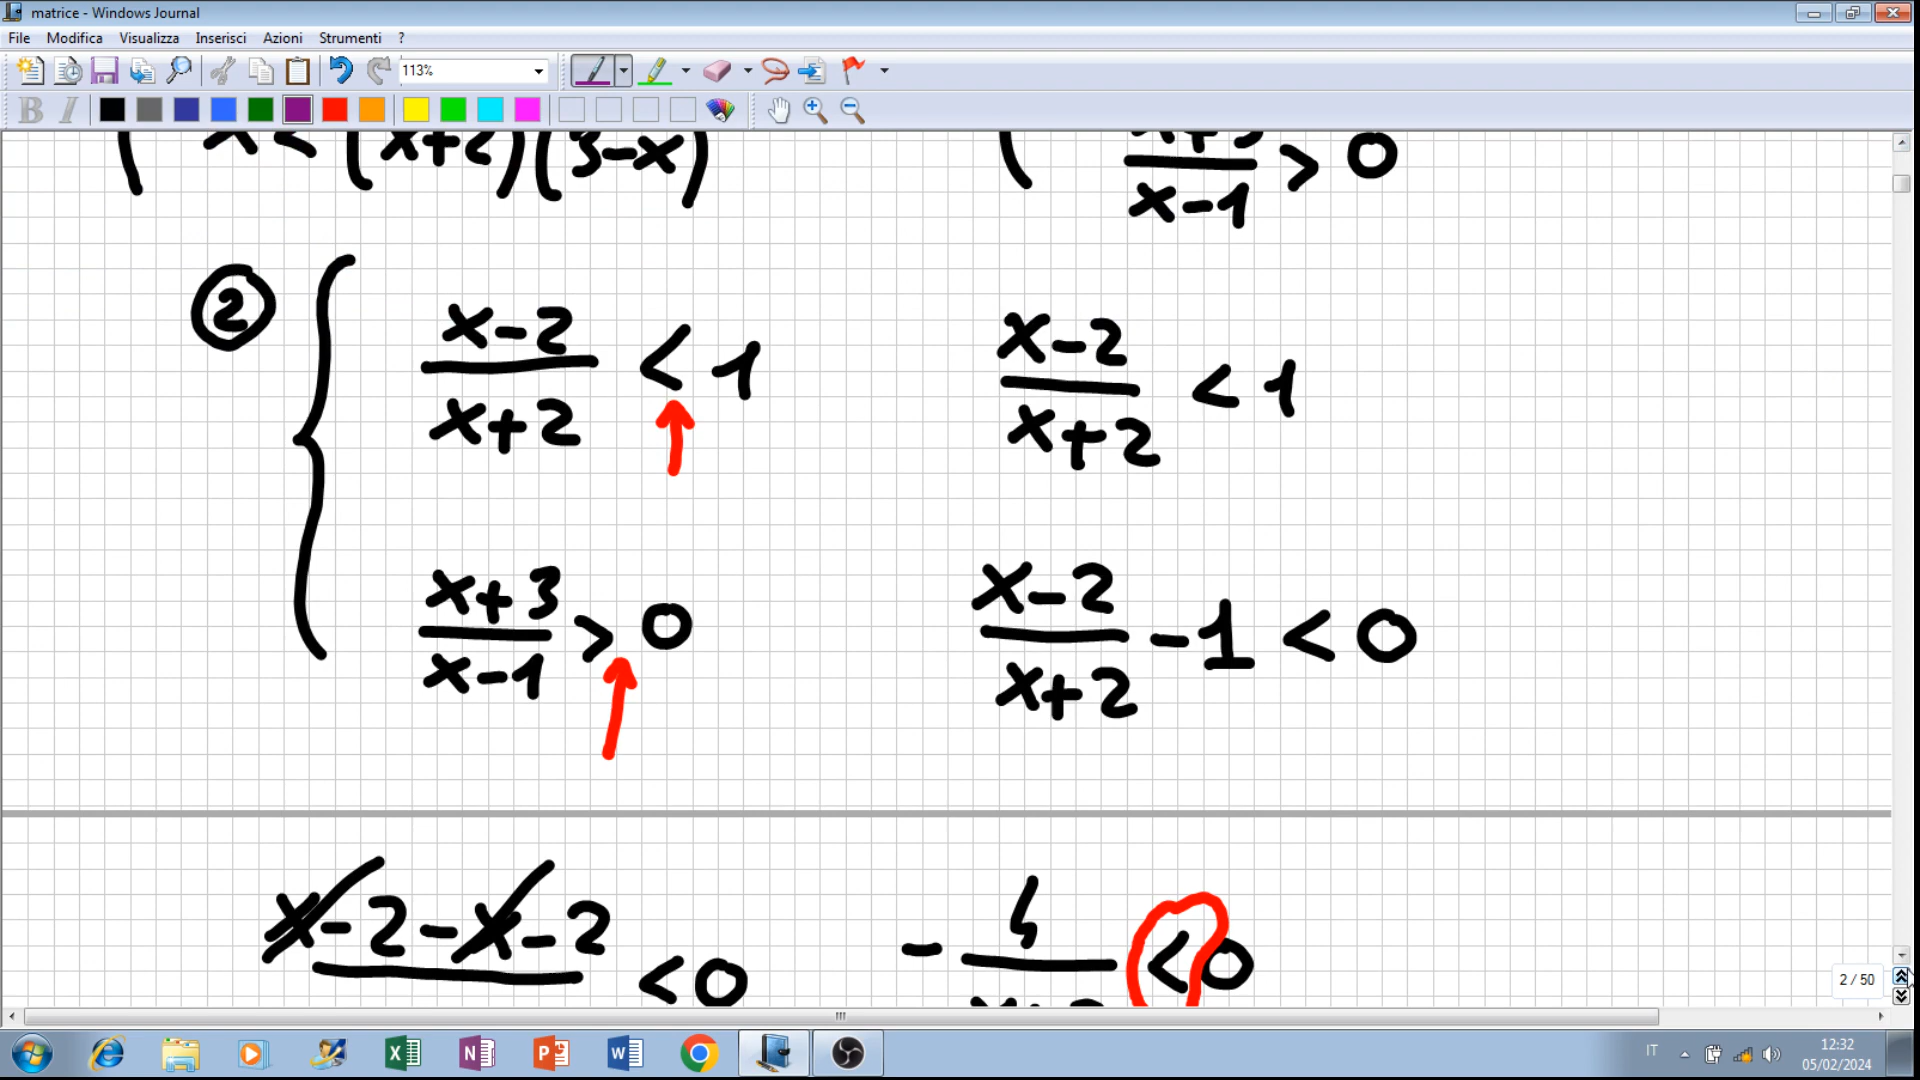 matrice - Windows Journal
File Modifica Visualizza Inserisci Azioni Strumenti ?
113%
B I
x < (x+2)(3-x)
x+3
> 0
x-1
②
x-2
< 1
x+2
x-2
< 1
x+2
x+3
> 0
x-1
x-2
-1 < 0
x+2
x-2-x-2
< 0
- 4
< 0
2 / 50
IT
12:32
05/02/2024